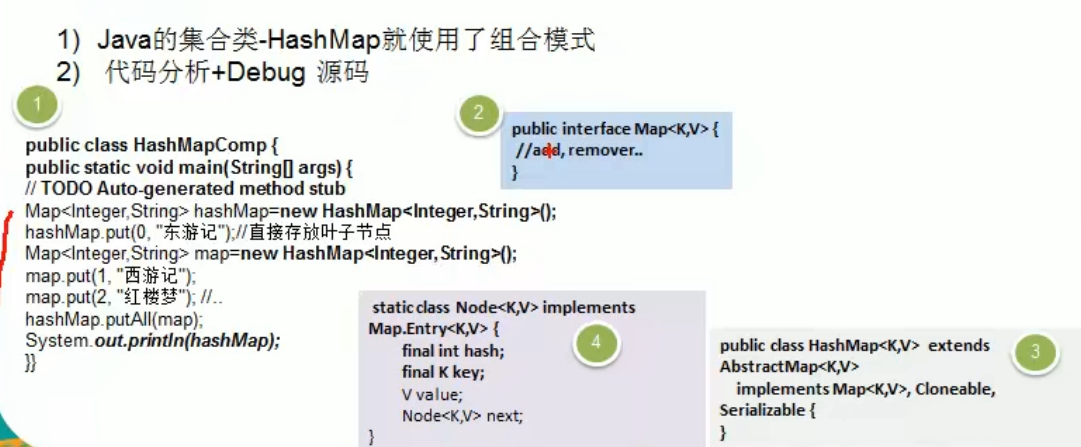 1) Java的集合类-HashMap就使用了组合模式
2) 代码分析+Debug 源码
1
public class HashMapComp {
public static void main(String[] args) {
// TODO Auto-generated method stub
Map<Integer,String> hashMap=new HashMap<Integer,String>();
hashMap.put(0, "东游记");//直接存放叶子节点
Map<Integer,String> map=new HashMap<Integer,String>();
map.put(1, "西游记");
map.put(2, "红楼梦"); //..
hashMap.putAll(map);
System.out.println(hashMap);
}}
2
public interface Map<K,V> {
//add, remover..
}
4
static class Node<K,V> implements
Map.Entry<K,V> {
final int hash;
final K key;
V value;
Node<K,V> next;
}
3
public class HashMap<K,V> extends
AbstractMap<K,V>
implements Map<K,V>, Cloneable,
Serializable {
}